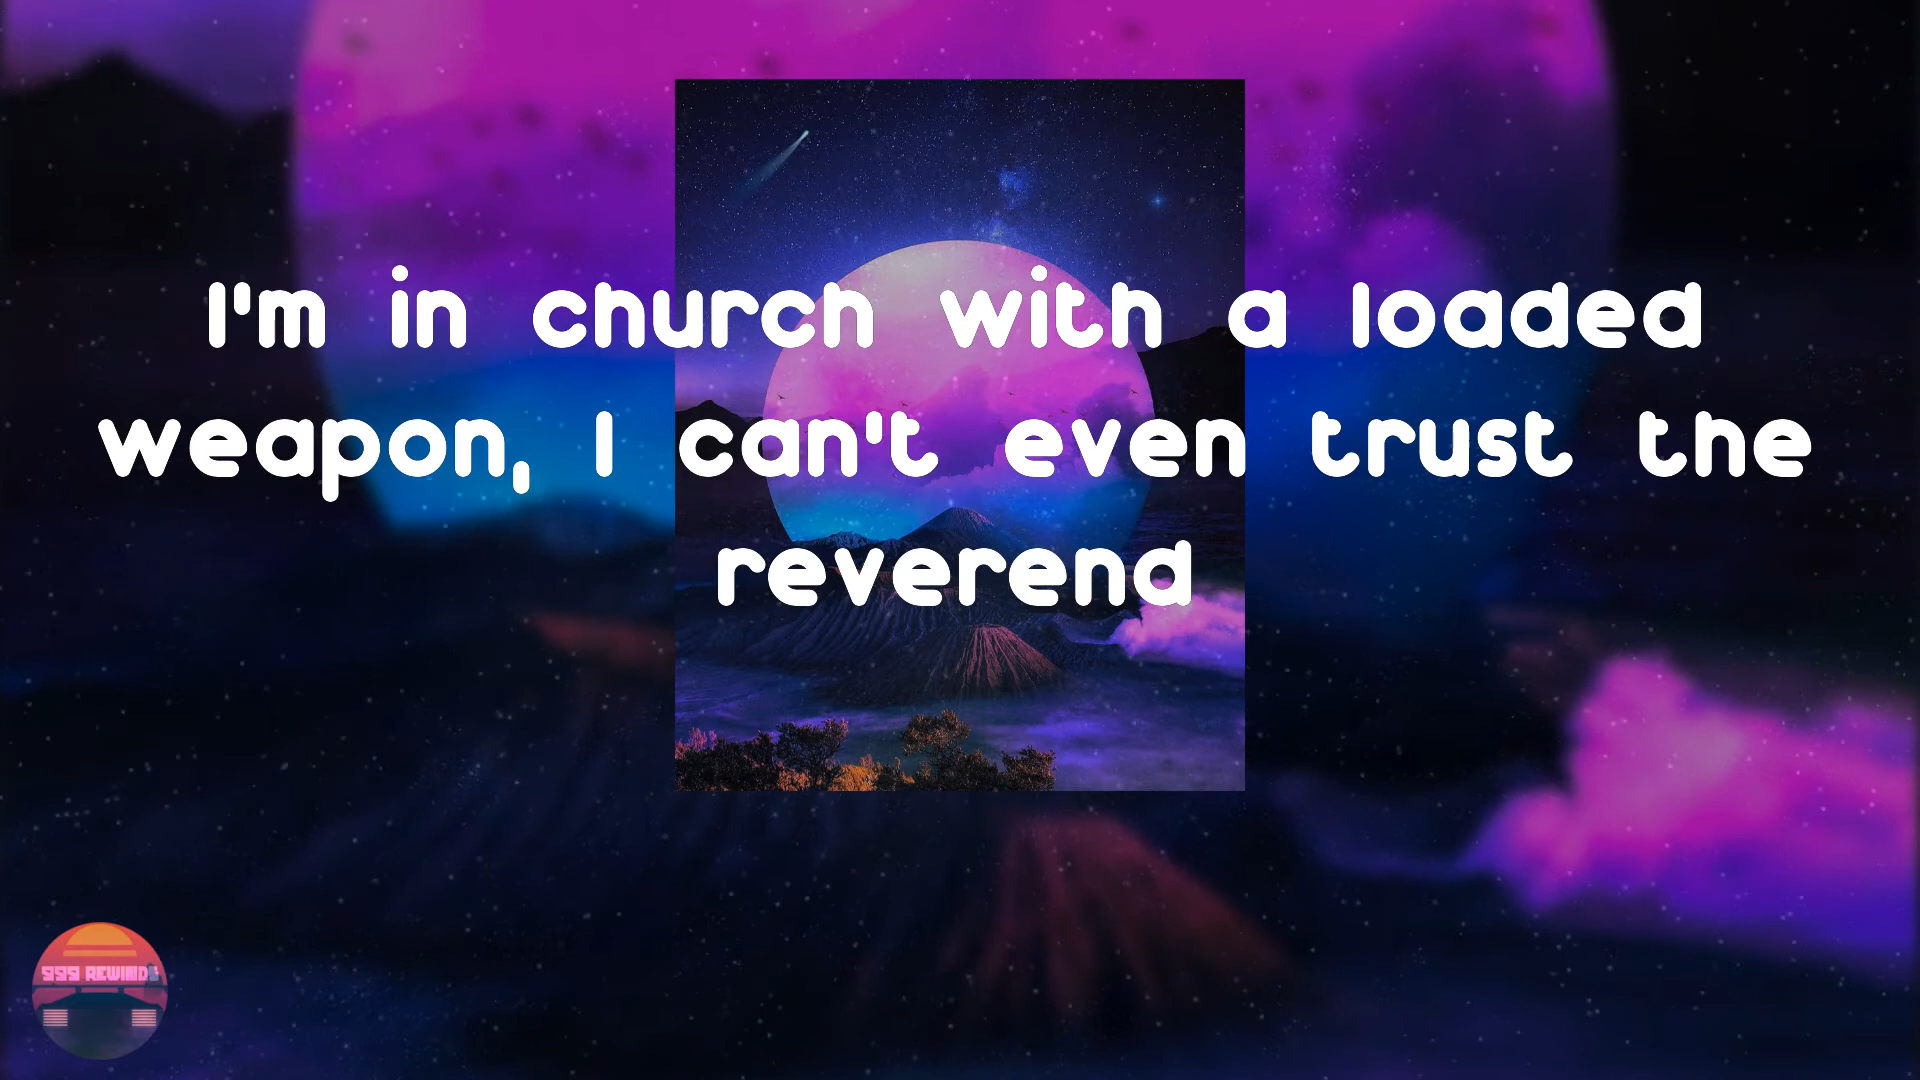 I'm in church with a loaded
weapon, I can't even trust the
reverend
999 REWIND